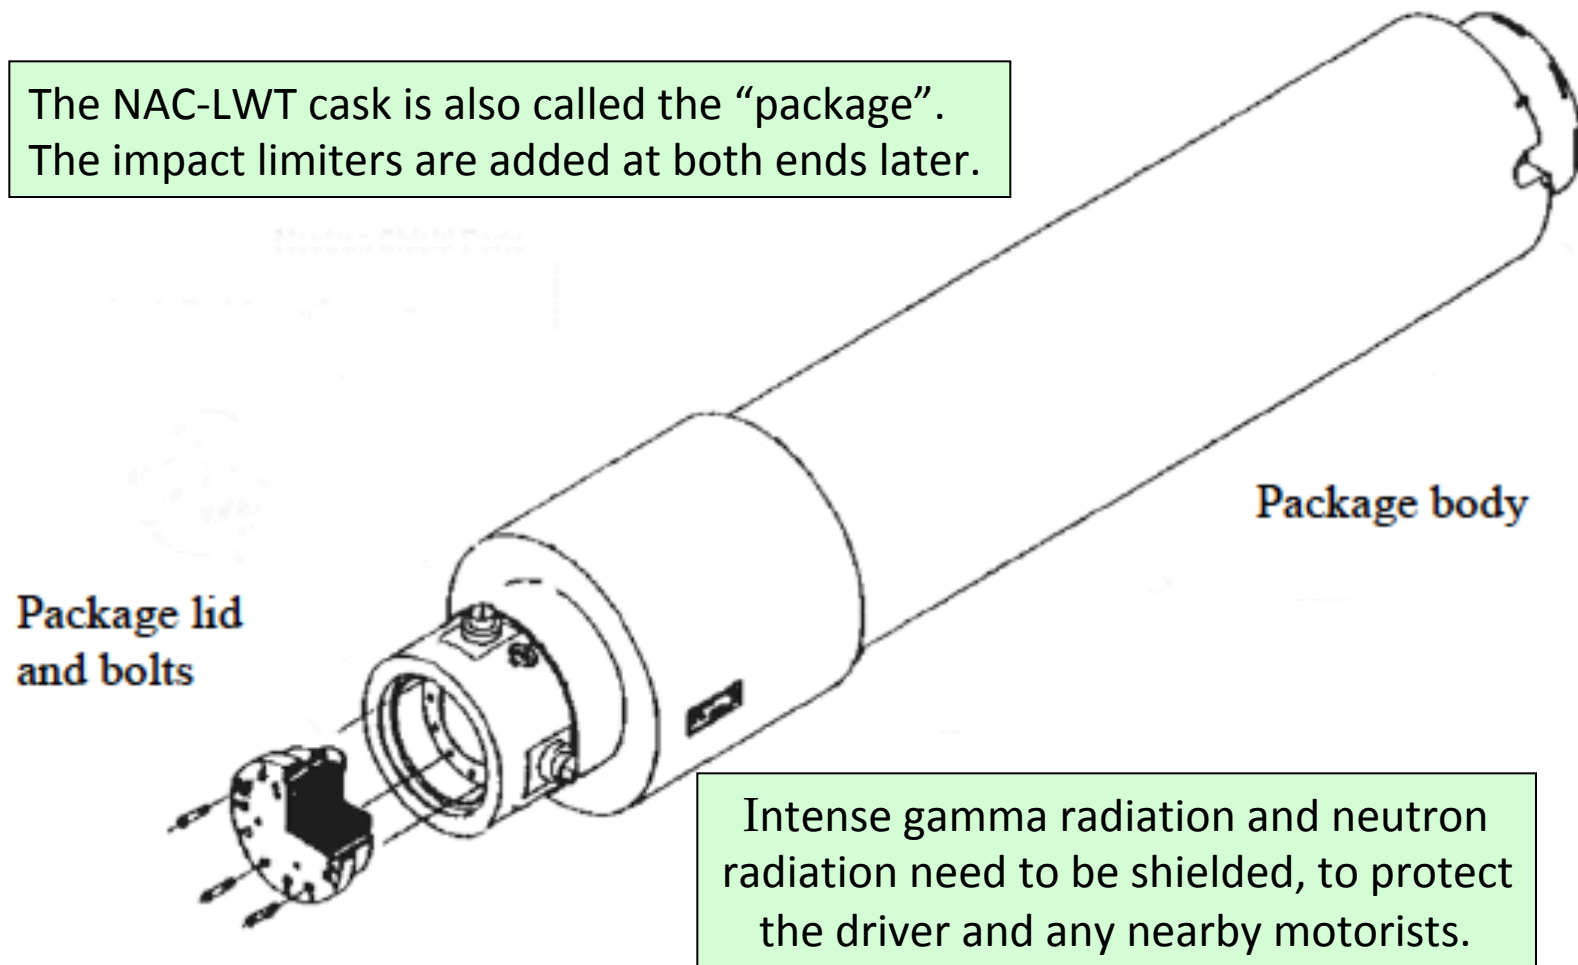 The NAC-LWT cask is also called the “package”.
The impact limiters are added at both ends later.
Package body
Package lid
and bolts
Intense gamma radiation and neutron
radiation need to be shielded, to protect
the driver and any nearby motorists.